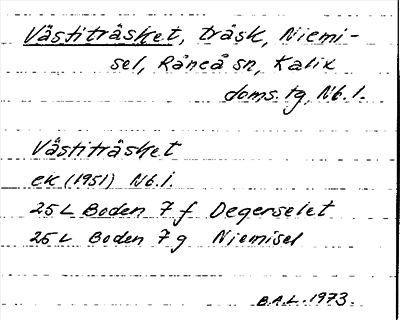 Västiträsket, träsk, Niemi-
sel, Råneå sn, Kalix
doms.tg, Nb.l.
Västiträsket
ek (1951) Nb.l.
25 L Boden 7 f Degerselet
25 L Boden 7 g Niemisel
B.A.L. 1973.